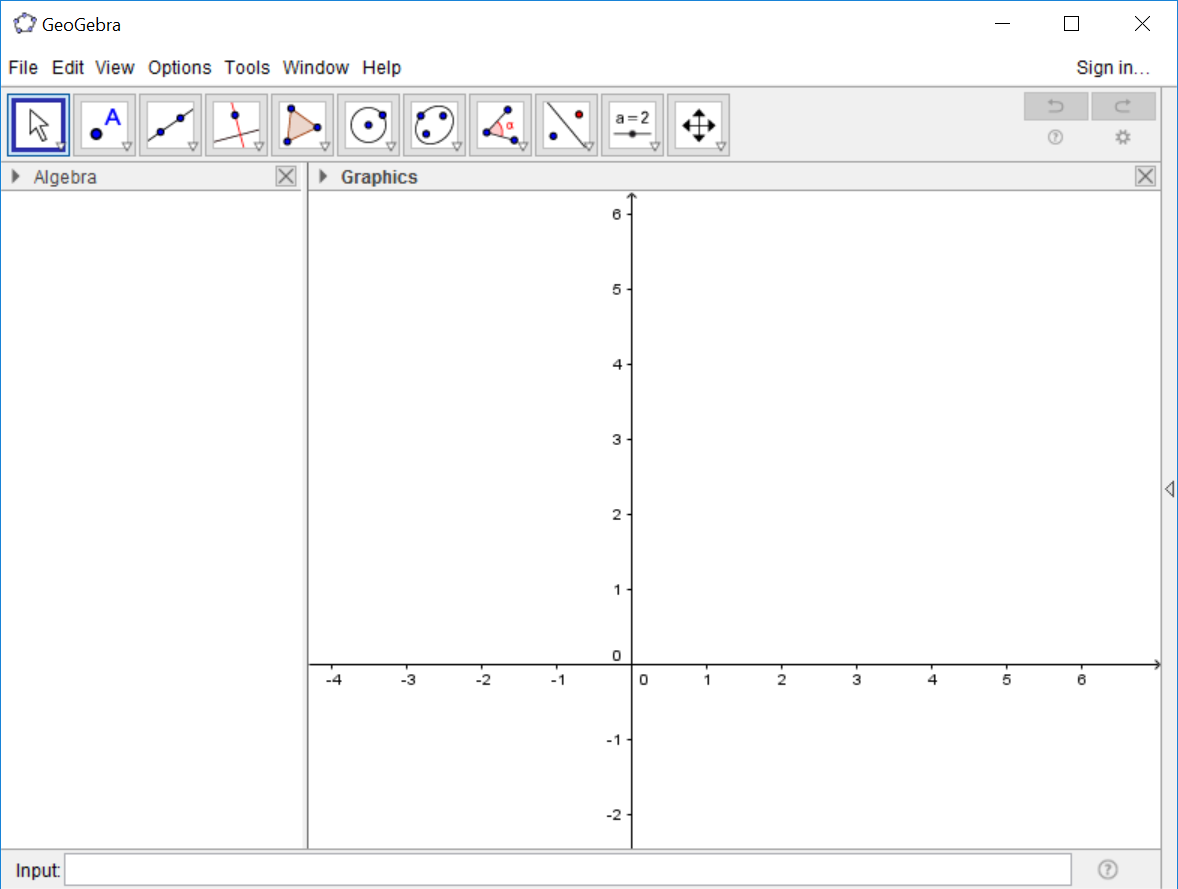 GeoGebra
File Edit View Options Tools Window Help Sign in...
A α a=2
Algebra Graphics
6
5
4
3
2
1
0
-4 -3 -2 -1 0 1 2 3 4 5 6
-1
-2
Input: